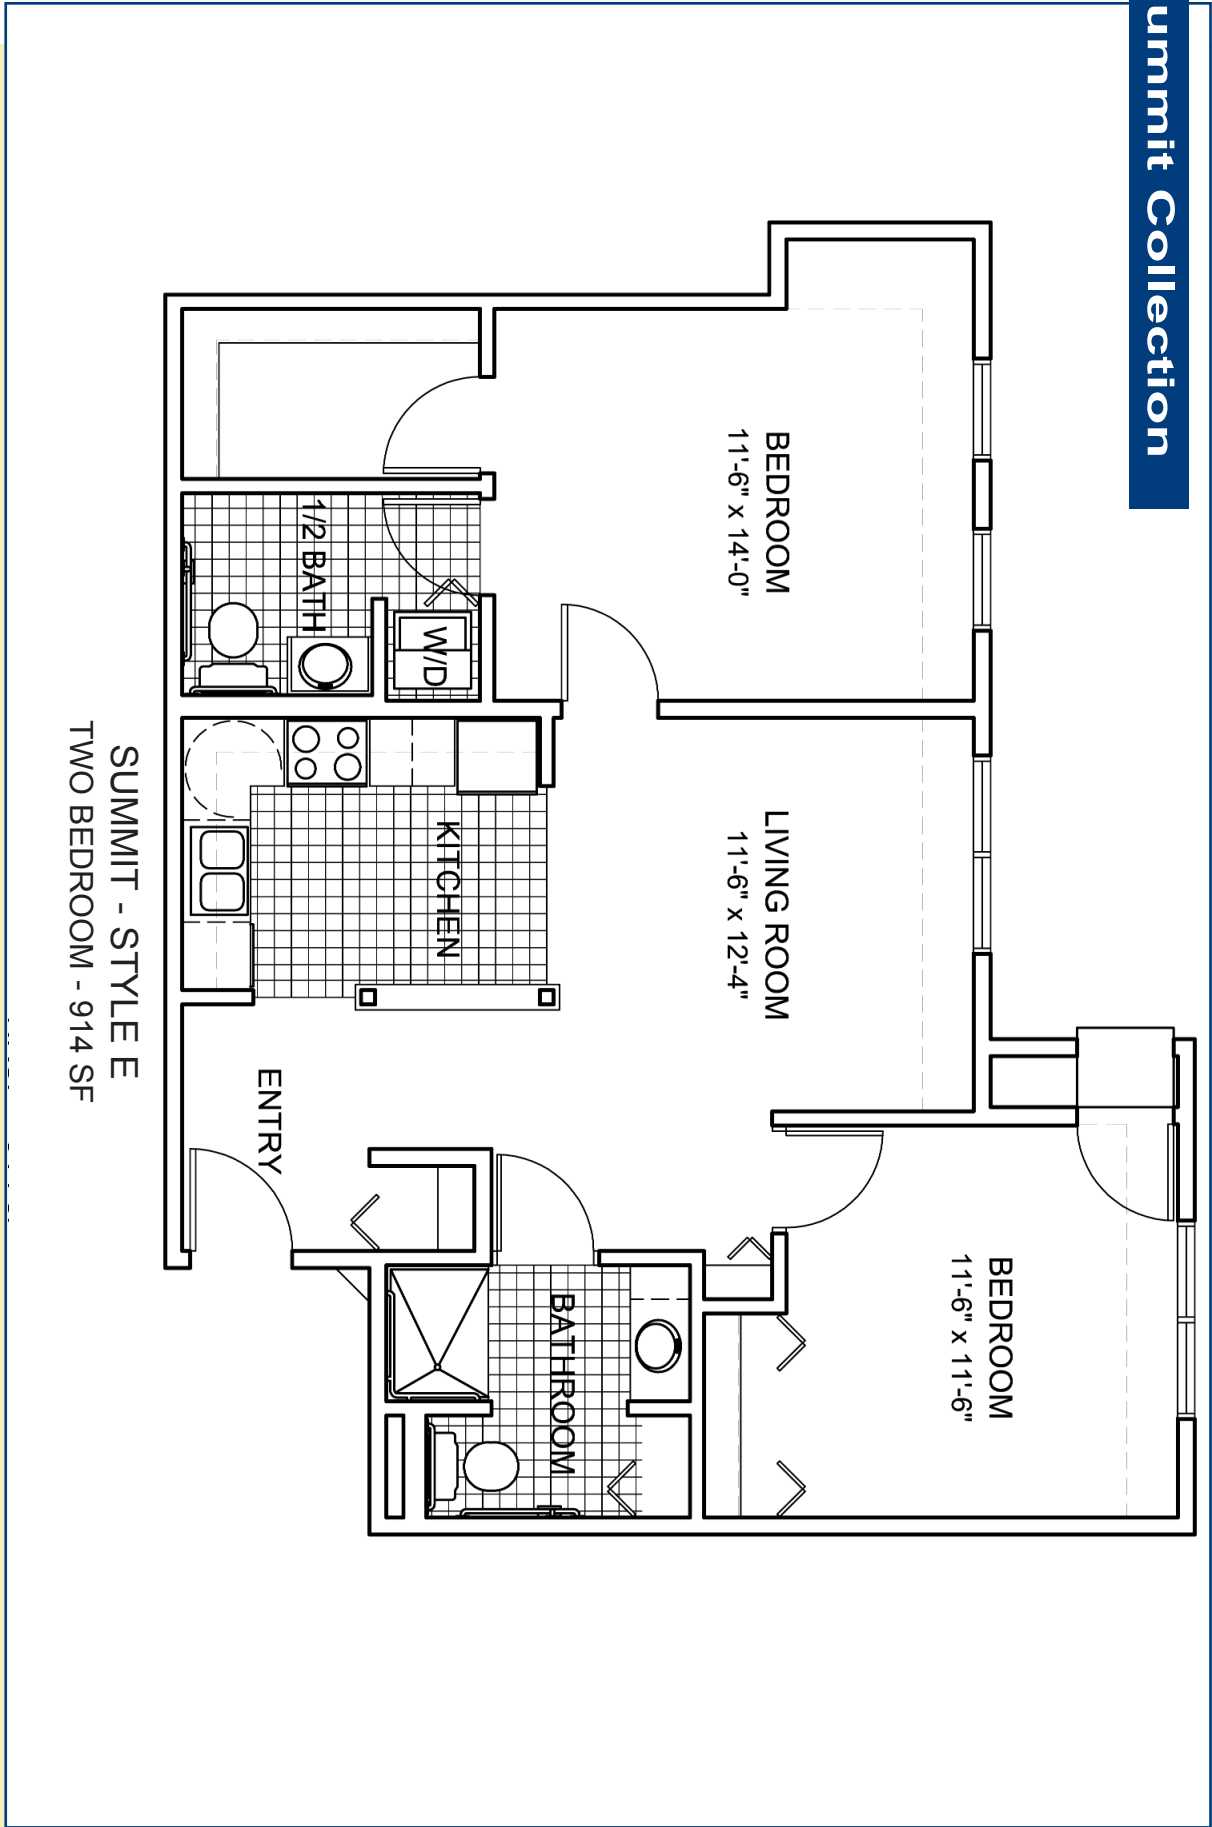 ummit Collection
BEDROOM
11'-6" x 14'-0"
LIVING ROOM
11'-6" x 12'-4"
BEDROOM
11'-6" x 11'-6"
1/2 BATH
W/D
KITCHEN
BATHROOM
ENTRY
SUMMIT - STYLE E
TWO BEDROOM - 914 SF